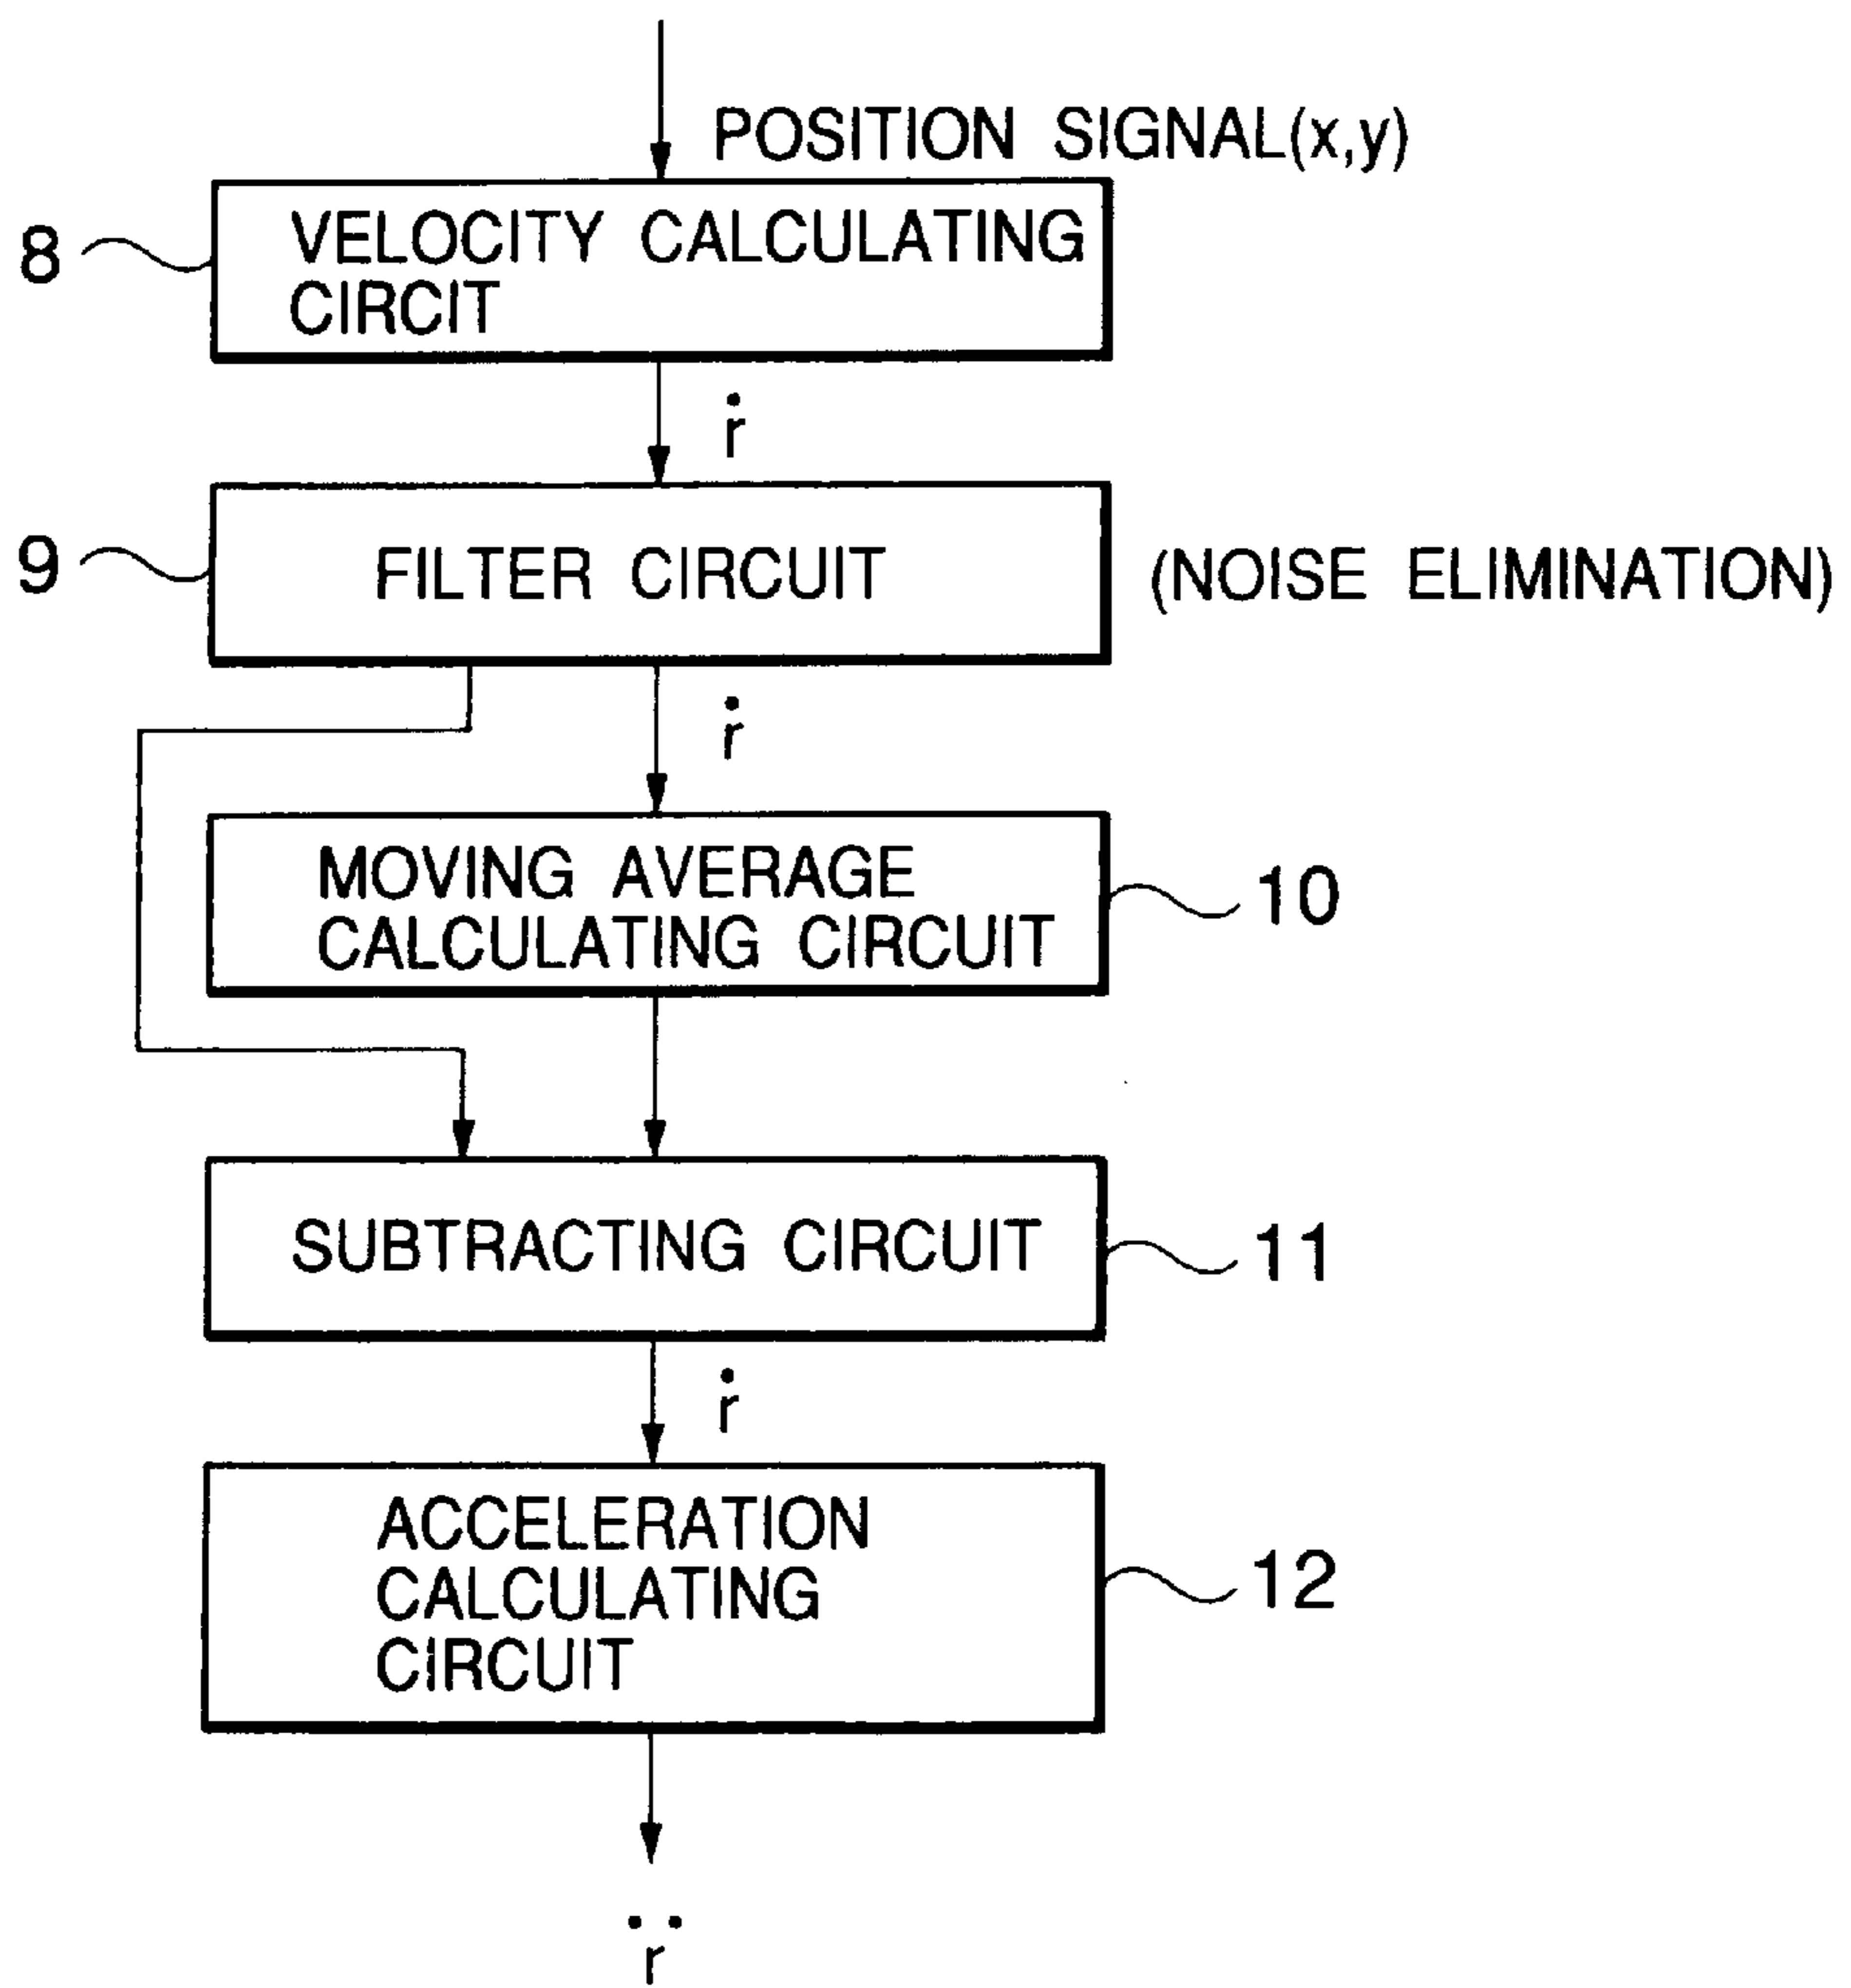 POSITION SIGNAL(x,y)
8
VELOCITY CALCULATING
CIRCIT
ṙ
9
FILTER CIRCUIT
(NOISE ELIMINATION)
ṙ
MOVING AVERAGE
CALCULATING CIRCUIT
10
SUBTRACTING CIRCUIT
11
ṙ
ACCELERATION
CALCULATING
CIRCUIT
12
r̈